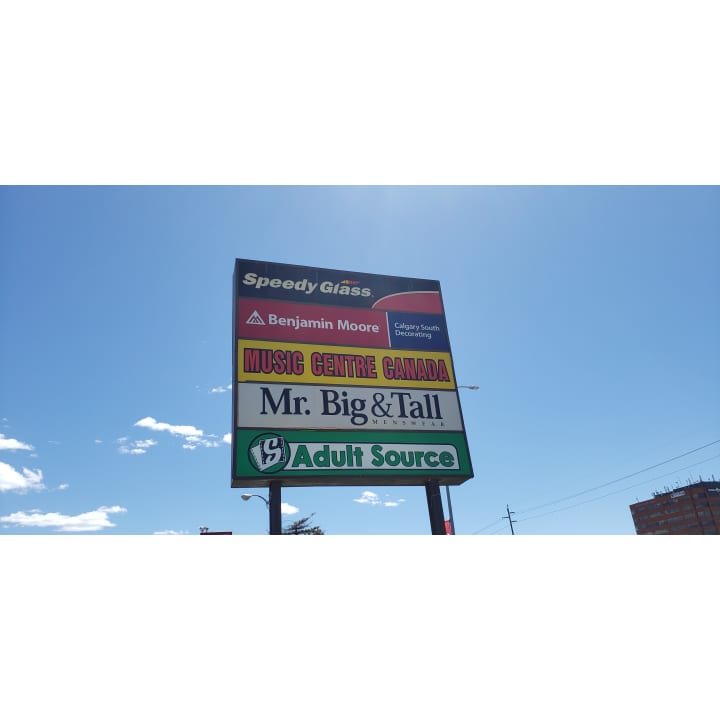 Speedy Glass
Benjamin Moore
Calgary South
Decorating
MUSIC CENTRE CANADA
Mr. Big & Tall
MENSWEAR
S Adult Source